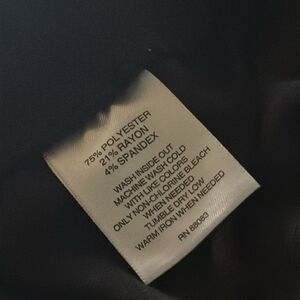 75% POLYESTER
21% RAYON
4% SPANDEX
WASH INSIDE OUT
MACHINE WASH COLD
WITH LIKE COLORS
ONLY NON-CHLORINE BLEACH
WHEN NEEDED
TUMBLE DRY LOW
WARM IRON WHEN NEEDED
RN 88083